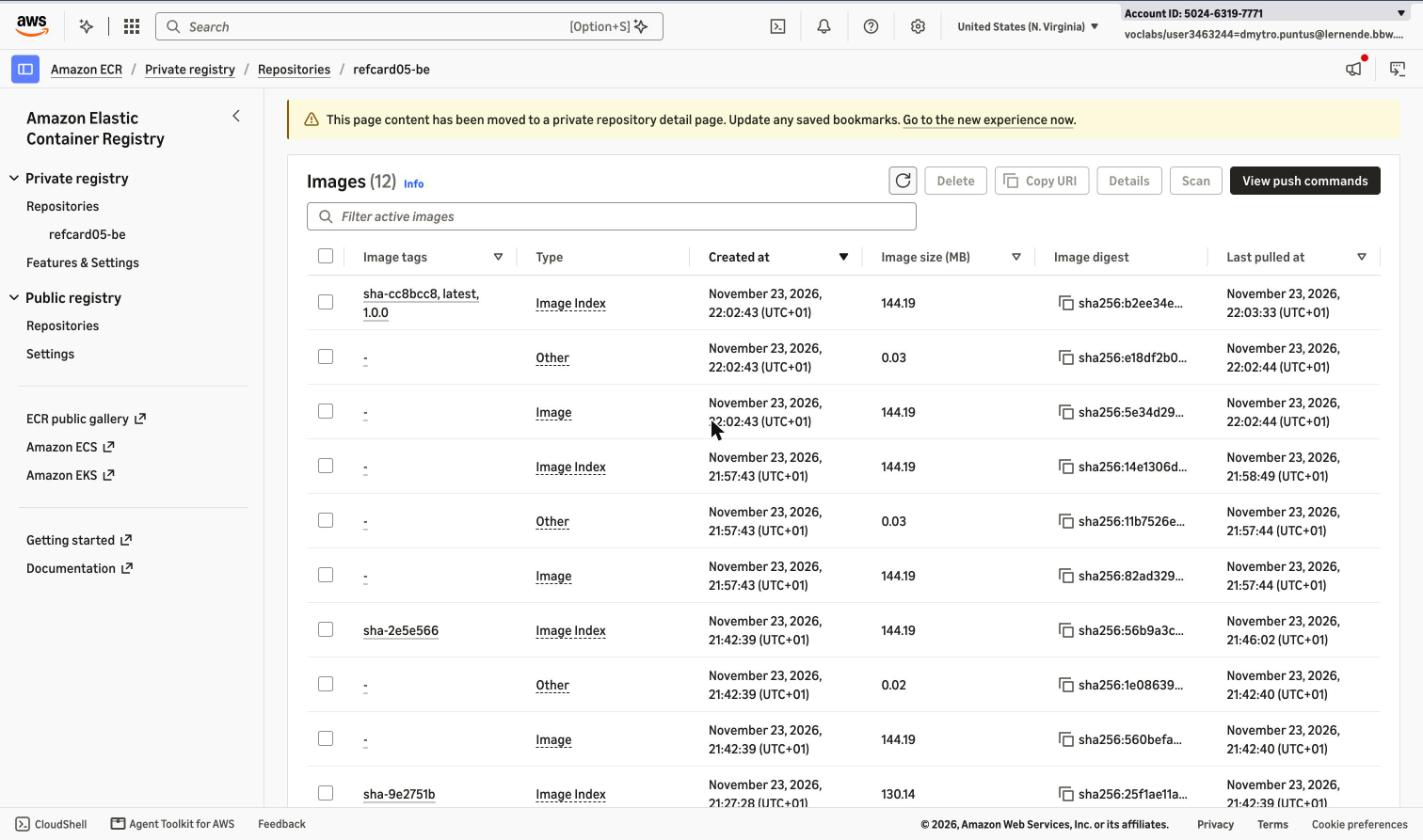 aws
Search
[Option+S]
United States (N. Virginia)
Account ID: 5024-6319-7771
voclabs/user3463244=dmytro.puntus@lernende.bbw....
Amazon ECR / Private registry / Repositories / refcard05-be
Amazon Elastic
Container Registry
Private registry
Repositories
refcard05-be
Features & Settings
Public registry
Repositories
Settings
ECR public gallery
Amazon ECS
Amazon EKS
Getting started
Documentation
This page content has been moved to a private repository detail page. Update any saved bookmarks. Go to the new experience now.
Images (12) Info
Delete
Copy URI
Details
Scan
View push commands
Filter active images
Image tags Type Created at Image size (MB) Image digest Last pulled at
sha-cc8bcc8, latest, 1.0.0 Image Index November 23, 2026, 22:02:43 (UTC+01) 144.19 sha256:b2ee34e... November 23, 2026, 22:03:33 (UTC+01)
- Other November 23, 2026, 22:02:43 (UTC+01) 0.03 sha256:e18df2b0... November 23, 2026, 22:02:44 (UTC+01)
- Image November 23, 2026, 22:02:43 (UTC+01) 144.19 sha256:5e34d29... November 23, 2026, 22:02:44 (UTC+01)
- Image Index November 23, 2026, 21:57:43 (UTC+01) 144.19 sha256:14e1306d... November 23, 2026, 21:58:49 (UTC+01)
- Other November 23, 2026, 21:57:43 (UTC+01) 0.03 sha256:11b7526e... November 23, 2026, 21:57:44 (UTC+01)
- Image November 23, 2026, 21:57:43 (UTC+01) 144.19 sha256:82ad329... November 23, 2026, 21:57:44 (UTC+01)
sha-2e5e566 Image Index November 23, 2026, 21:42:39 (UTC+01) 144.19 sha256:56b9a3c... November 23, 2026, 21:46:02 (UTC+01)
- Other November 23, 2026, 21:42:39 (UTC+01) 0.02 sha256:1e08639... November 23, 2026, 21:42:40 (UTC+01)
- Image November 23, 2026, 21:42:39 (UTC+01) 144.19 sha256:560befa... November 23, 2026, 21:42:40 (UTC+01)
sha-9e2751b Image Index November 23, 2026, 21:27:28 (UTC+01) 130.14 sha256:25f1ae11a... November 23, 2026, 21:42:39 (UTC+01)
CloudShell
Agent Toolkit for AWS
Feedback
© 2026, Amazon Web Services, Inc. or its affiliates.
Privacy
Terms
Cookie preferences